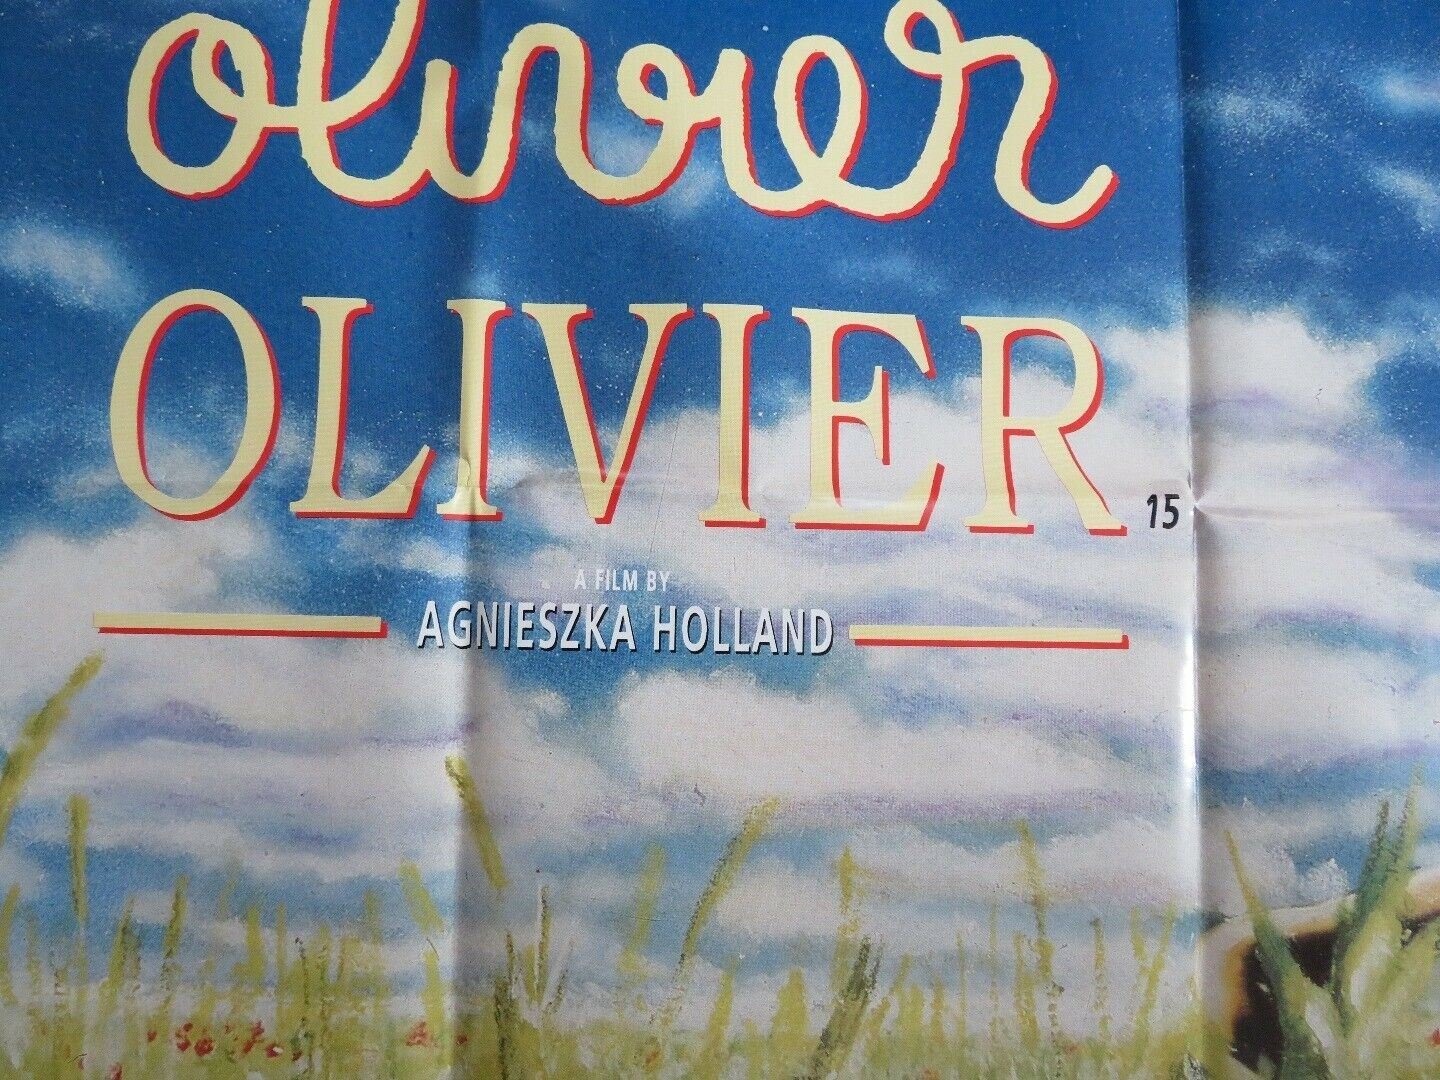 olivier
OLIVIER 15
A FILM BY
AGNIESZKA HOLLAND